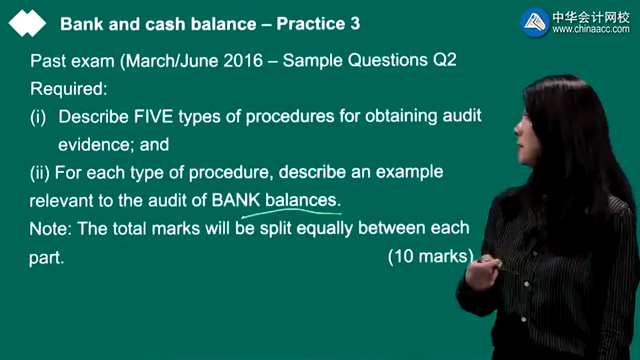 Bank and cash balance – Practice 3
中华会计网校
www.chinaacc.com
Past exam (March/June 2016 – Sample Questions Q2
Required:
(i) Describe FIVE types of procedures for obtaining audit
evidence; and
(ii) For each type of procedure, describe an example
relevant to the audit of BANK balances.
Note: The total marks will be split equally between each
part. (10 marks)